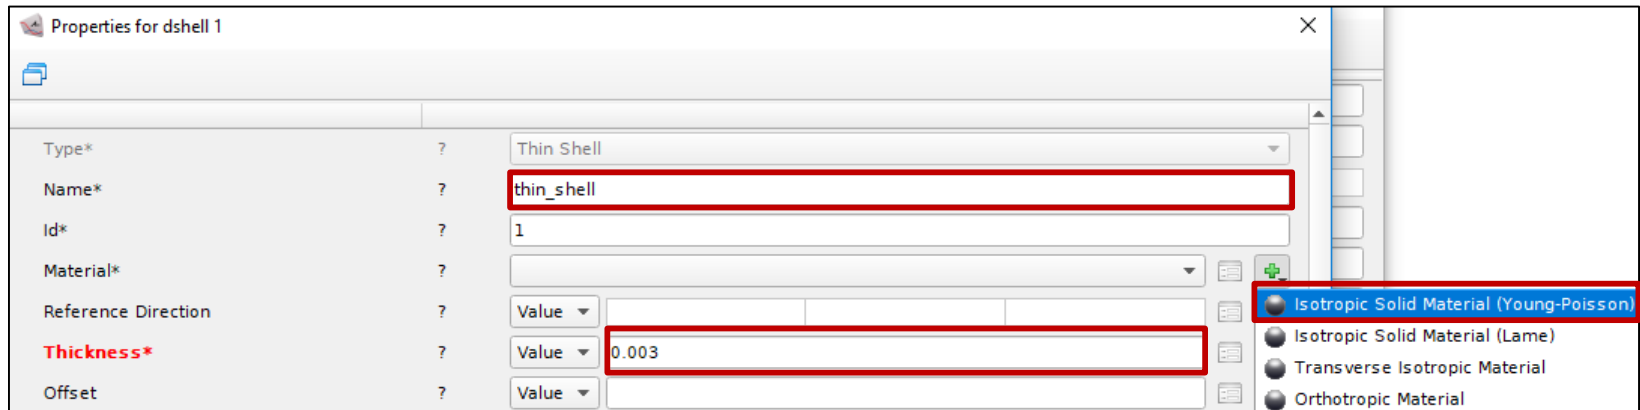 Properties for dshell 1
Type* ? Thin Shell
Name* ? thin_shell
Id* ? 1
Material* ?
Isotropic Solid Material (Young-Poisson)
Reference Direction ? Value
Isotropic Solid Material (Lame)
Thickness* ? Value 0.003
Transverse Isotropic Material
Offset ? Value
Orthotropic Material